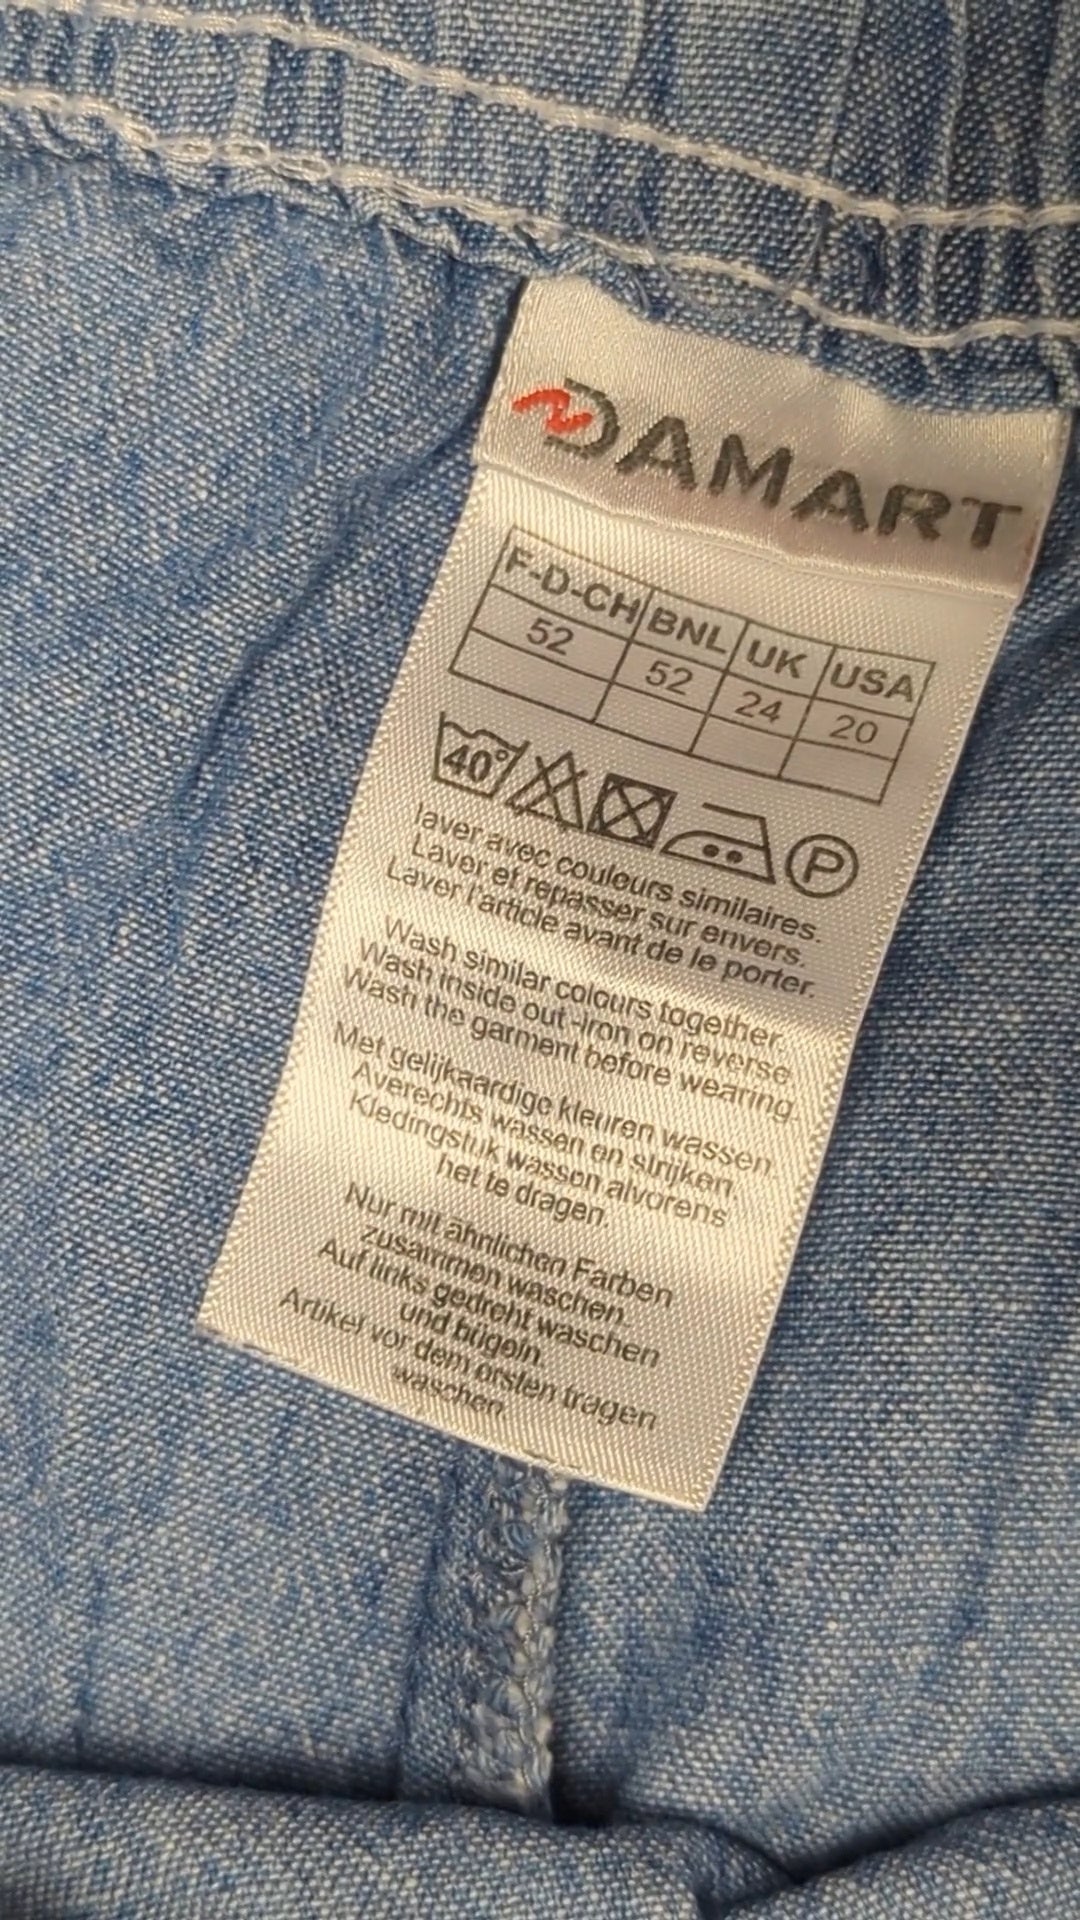 DAMART
F-D-CH BNL UK USA
52 52 24 20
40° P
laver avec couleurs similaires.
Laver et repasser sur envers.
Laver l'article avant de le porter.
Wash similar colours together.
Wash inside out -iron on reverse
Wash the garment before wearing.
Met gelijkaardige kleuren wassen.
Averechts wassen en strijken.
Kledingstuk wassen alvorens
het te dragen.
Nur mit ähnlichen Farben
zusammen waschen.
Auf links gedreht waschen
und bügeln.
Artikel vor dem ersten tragen
waschen.